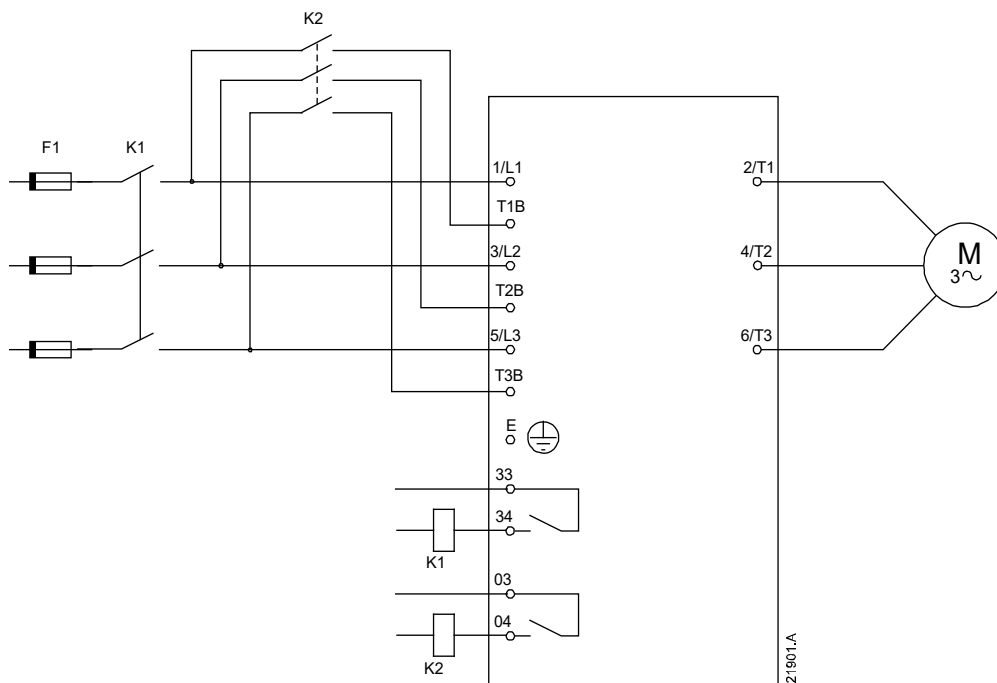 K2
F1
K1
1/L1
2/T1
T1B
3/L2
4/T2
M
3~
T2B
5/L3
6/T3
T3B
E
33
34
K1
03
04
K2
21901.A